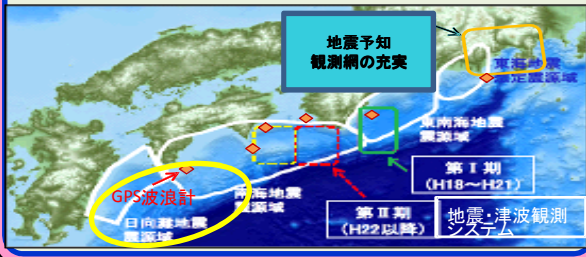 地震予知
観測網の充実
東海地震
想定震源域
東南海地震
震源域
第Ⅰ期
(H18～H21)
GPS波浪計
南海地震
震源域
日向灘地震
震源域
第Ⅱ期
(H22以降)
地震・津波観測
システム